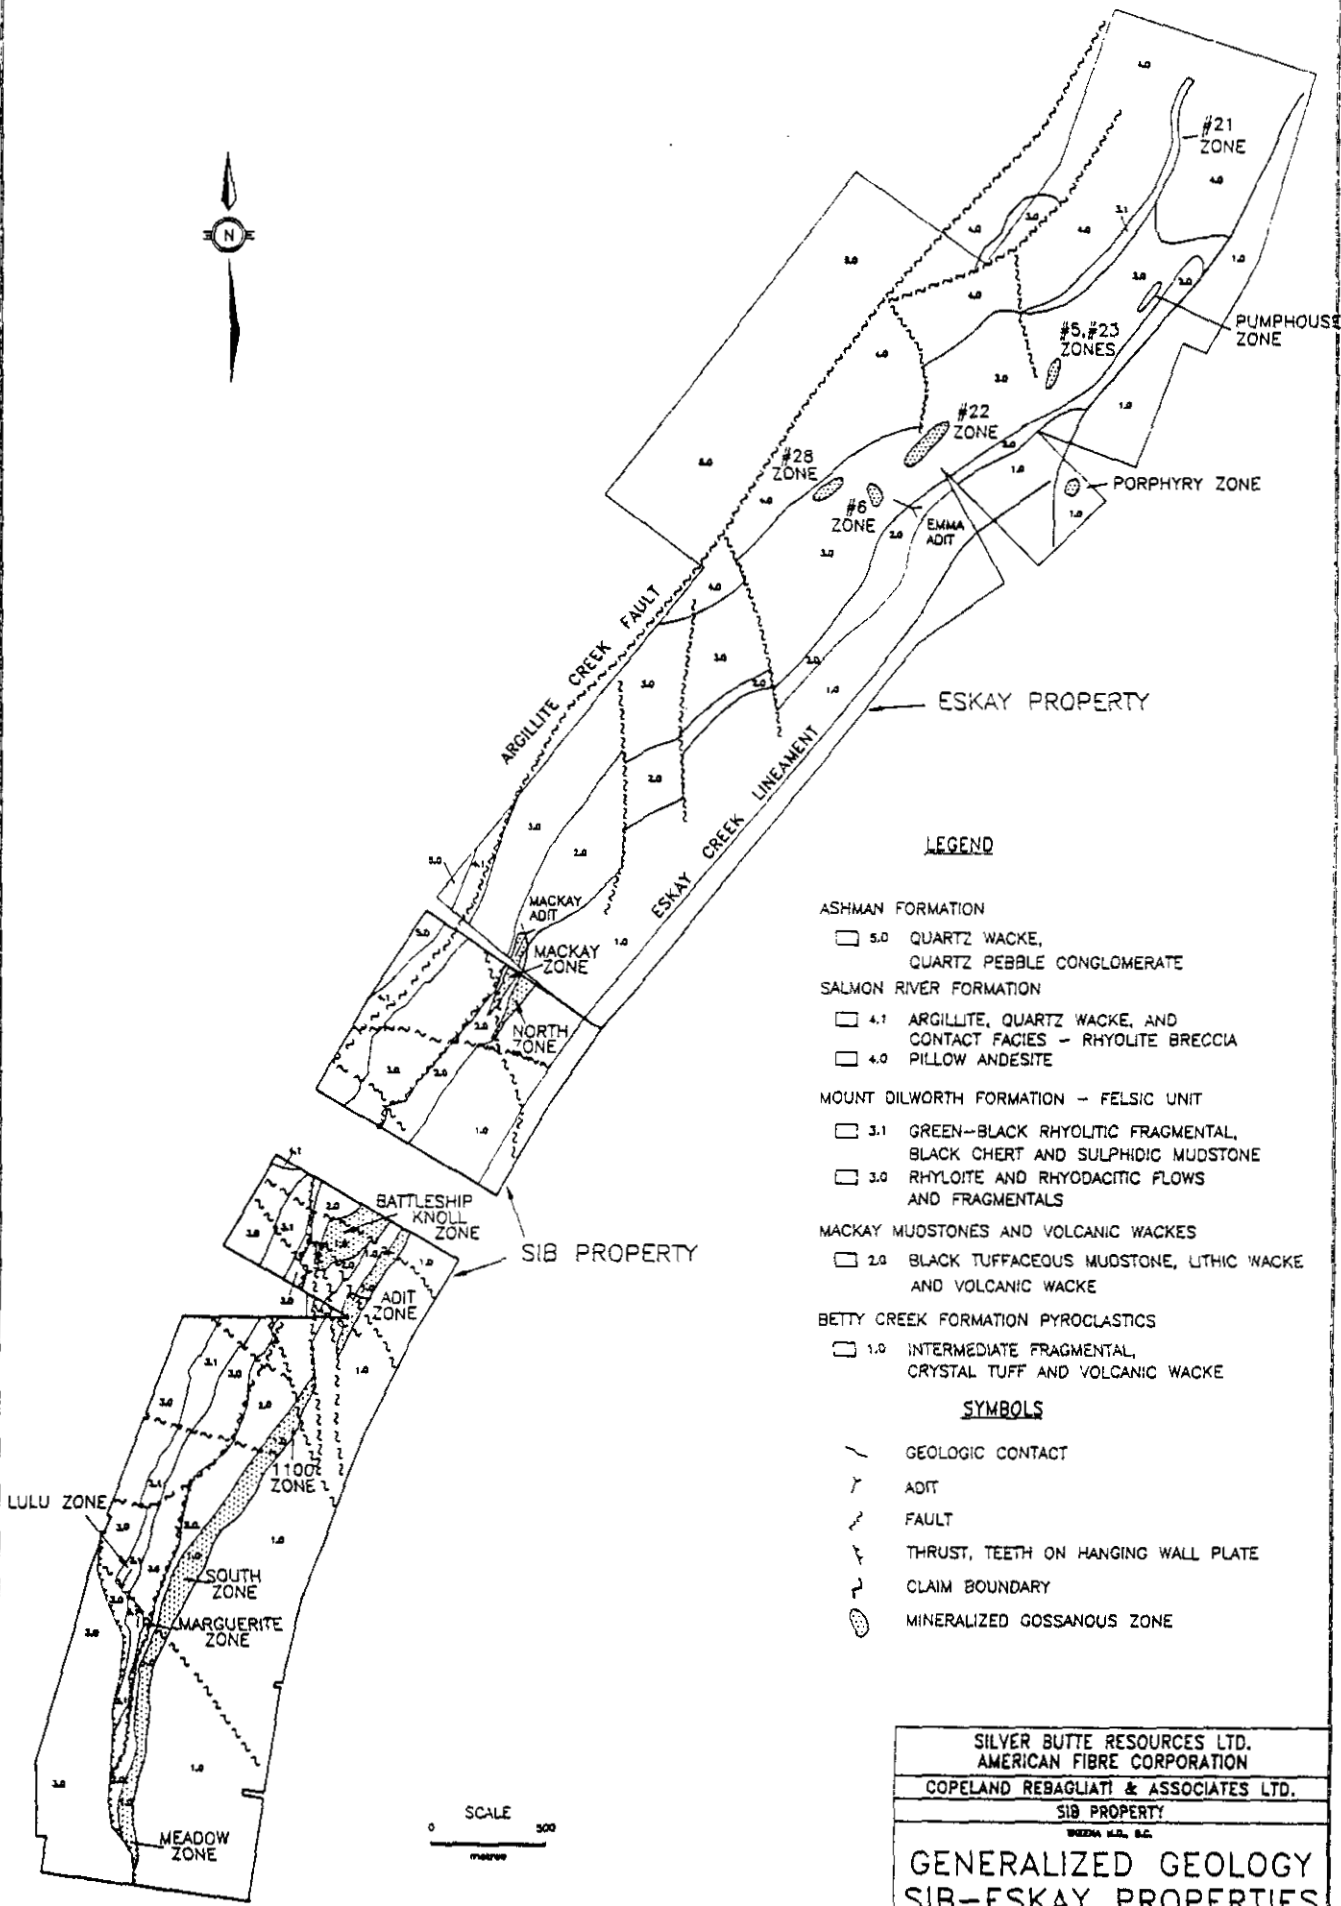 N
#21
ZONE
PUMPHOUSE
ZONE
#5,#23
ZONES
#22
ZONE
#28
ZONE
#6
ZONE
EMMA
ADIT
PORPHYRY ZONE
ARGILLITE CREEK FAULT
ESKAY PROPERTY
ESKAY CREEK LINEAMENT
MACKAY
ADIT
MACKAY
ZONE
NORTH
ZONE
BATTLESHIP
KNOLL
ZONE
SIB PROPERTY
ADIT
ZONE
1100
ZONE
LULU ZONE
SOUTH
ZONE
MARGUERITE
ZONE
MEADOW
ZONE
LEGEND
ASHMAN FORMATION
5.0 QUARTZ WACKE,
QUARTZ PEBBLE CONGLOMERATE
SALMON RIVER FORMATION
4.1 ARGILLITE, QUARTZ WACKE, AND
CONTACT FACIES - RHYOLITE BRECCIA
4.0 PILLOW ANDESITE
MOUNT DILWORTH FORMATION - FELSIC UNIT
3.1 GREEN-BLACK RHYOLITIC FRAGMENTAL,
BLACK CHERT AND SULPHIDIC MUDSTONE
3.0 RHYLOITE AND RHYODACITIC FLOWS
AND FRAGMENTALS
MACKAY MUDSTONES AND VOLCANIC WACKES
2.0 BLACK TUFFACEOUS MUDSTONE, LITHIC WACKE
AND VOLCANIC WACKE
BETTY CREEK FORMATION PYROCLASTICS
1.0 INTERMEDIATE FRAGMENTAL,
CRYSTAL TUFF AND VOLCANIC WACKE
SYMBOLS
GEOLOGIC CONTACT
ADIT
FAULT
THRUST, TEETH ON HANGING WALL PLATE
CLAIM BOUNDARY
MINERALIZED GOSSANOUS ZONE
SCALE
0 500
metres
SILVER BUTTE RESOURCES LTD.
AMERICAN FIBRE CORPORATION
COPELAND REBAGLIATI & ASSOCIATES LTD.
SIB PROPERTY
SKEENA M.D., B.C.
GENERALIZED GEOLOGY
SIB-ESKAY PROPERTIES